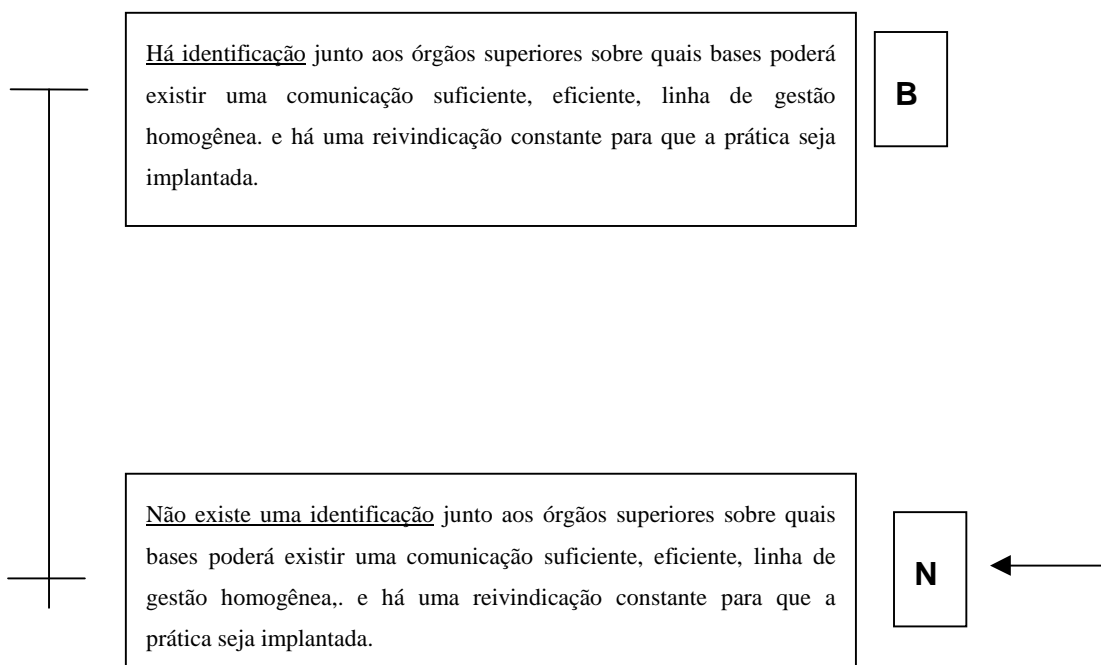 Há identificação junto aos órgãos superiores sobre quais bases poderá
existir uma comunicação suficiente, eficiente, linha de gestão
homogênea. e há uma reivindicação constante para que a prática seja
implantada.
B
Não existe uma identificação junto aos órgãos superiores sobre quais
bases poderá existir uma comunicação suficiente, eficiente, linha de
gestão homogênea,. e há uma reivindicação constante para que a
prática seja implantada.
N